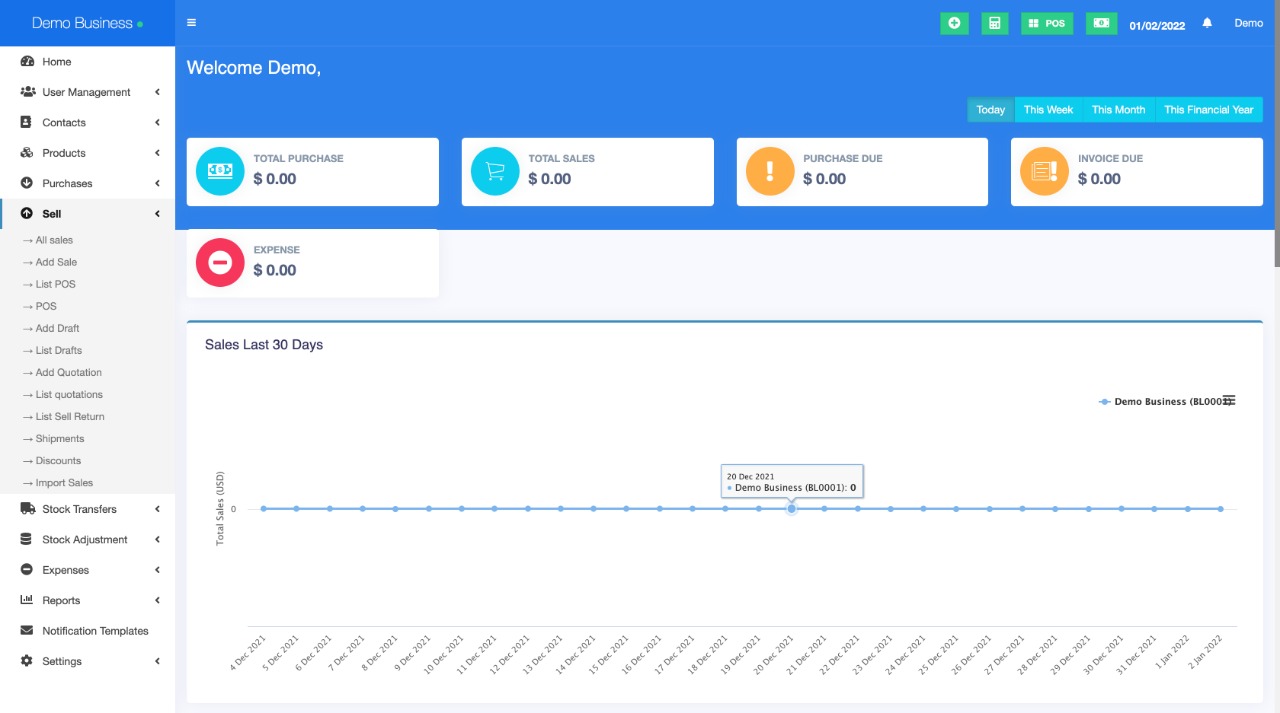 Demo Business
POS
01/02/2022
Demo
Home
User Management
Contacts
Products
Purchases
Sell
→ All sales
→ Add Sale
→ List POS
→ POS
→ Add Draft
→ List Drafts
→ Add Quotation
→ List quotations
→ List Sell Return
→ Shipments
→ Discounts
→ Import Sales
Stock Transfers
Stock Adjustment
Expenses
Reports
Notification Templates
Settings
Welcome Demo,
Today This Week This Month This Financial Year
TOTAL PURCHASE
$ 0.00
TOTAL SALES
$ 0.00
PURCHASE DUE
$ 0.00
INVOICE DUE
$ 0.00
EXPENSE
$ 0.00
Sales Last 30 Days
Demo Business (BL0001)
Total Sales (USD)
0
20 Dec 2021
Demo Business (BL0001): 0
4 Dec 2021
5 Dec 2021
6 Dec 2021
7 Dec 2021
8 Dec 2021
9 Dec 2021
10 Dec 2021
11 Dec 2021
12 Dec 2021
13 Dec 2021
14 Dec 2021
15 Dec 2021
16 Dec 2021
17 Dec 2021
18 Dec 2021
19 Dec 2021
20 Dec 2021
21 Dec 2021
22 Dec 2021
23 Dec 2021
24 Dec 2021
25 Dec 2021
26 Dec 2021
27 Dec 2021
28 Dec 2021
29 Dec 2021
30 Dec 2021
31 Dec 2021
1 Jan 2022
2 Jan 2022